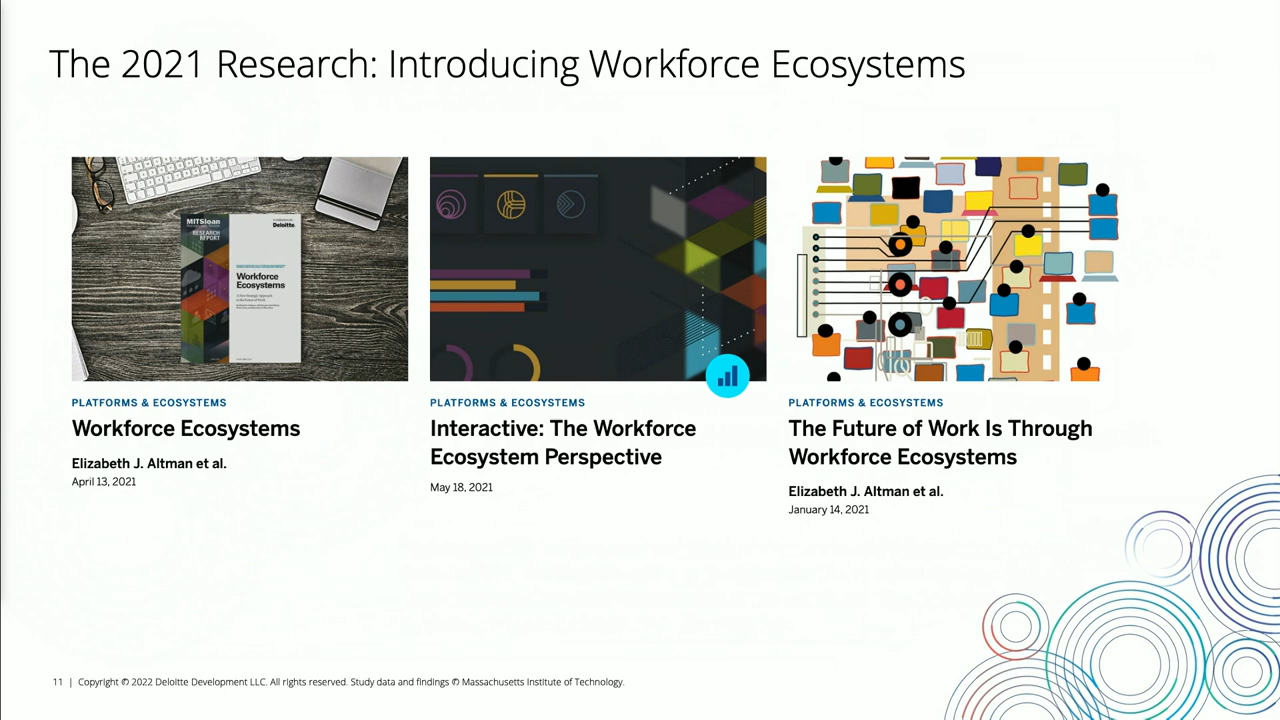 The 2021 Research: Introducing Workforce Ecosystems
MITSloan
RESEARCH
REPORT
Deloitte.
Workforce
Ecosystems
PLATFORMS & ECOSYSTEMS
Workforce Ecosystems
Elizabeth J. Altman et al.
April 13, 2021
PLATFORMS & ECOSYSTEMS
Interactive: The Workforce
Ecosystem Perspective
May 18, 2021
PLATFORMS & ECOSYSTEMS
The Future of Work Is Through
Workforce Ecosystems
Elizabeth J. Altman et al.
January 14, 2021
11 | Copyright © 2022 Deloitte Development LLC. All rights reserved. Study data and findings © Massachusetts Institute of Technology.